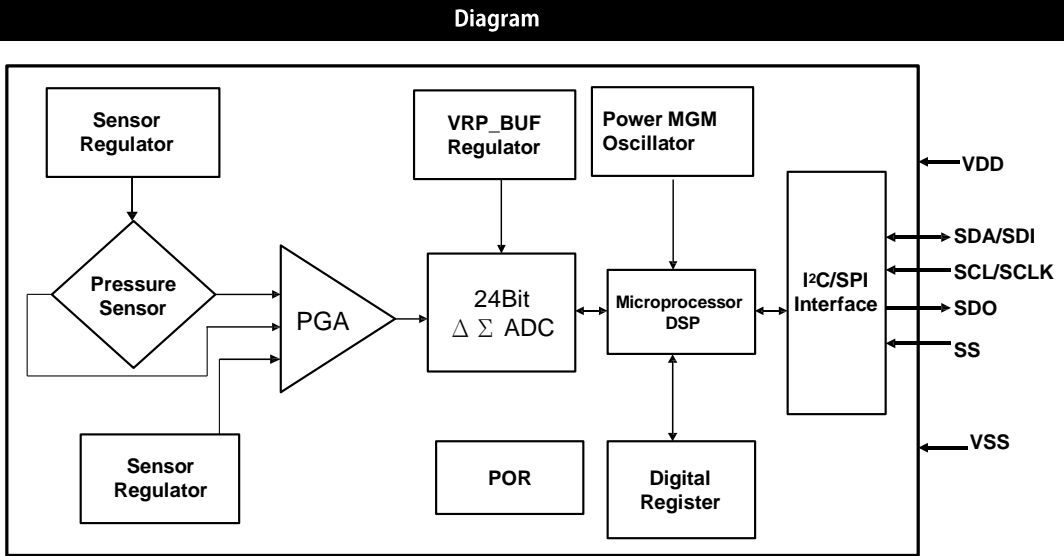 Diagram
Sensor
Regulator
VRP_BUF
Regulator
Power MGM
Oscillator
VDD
Pressure
Sensor
PGA
24Bit
Δ Σ ADC
Microprocessor
DSP
I²C/SPI
Interface
SDA/SDI
SCL/SCLK
SDO
SS
VSS
Sensor
Regulator
POR
Digital
Register